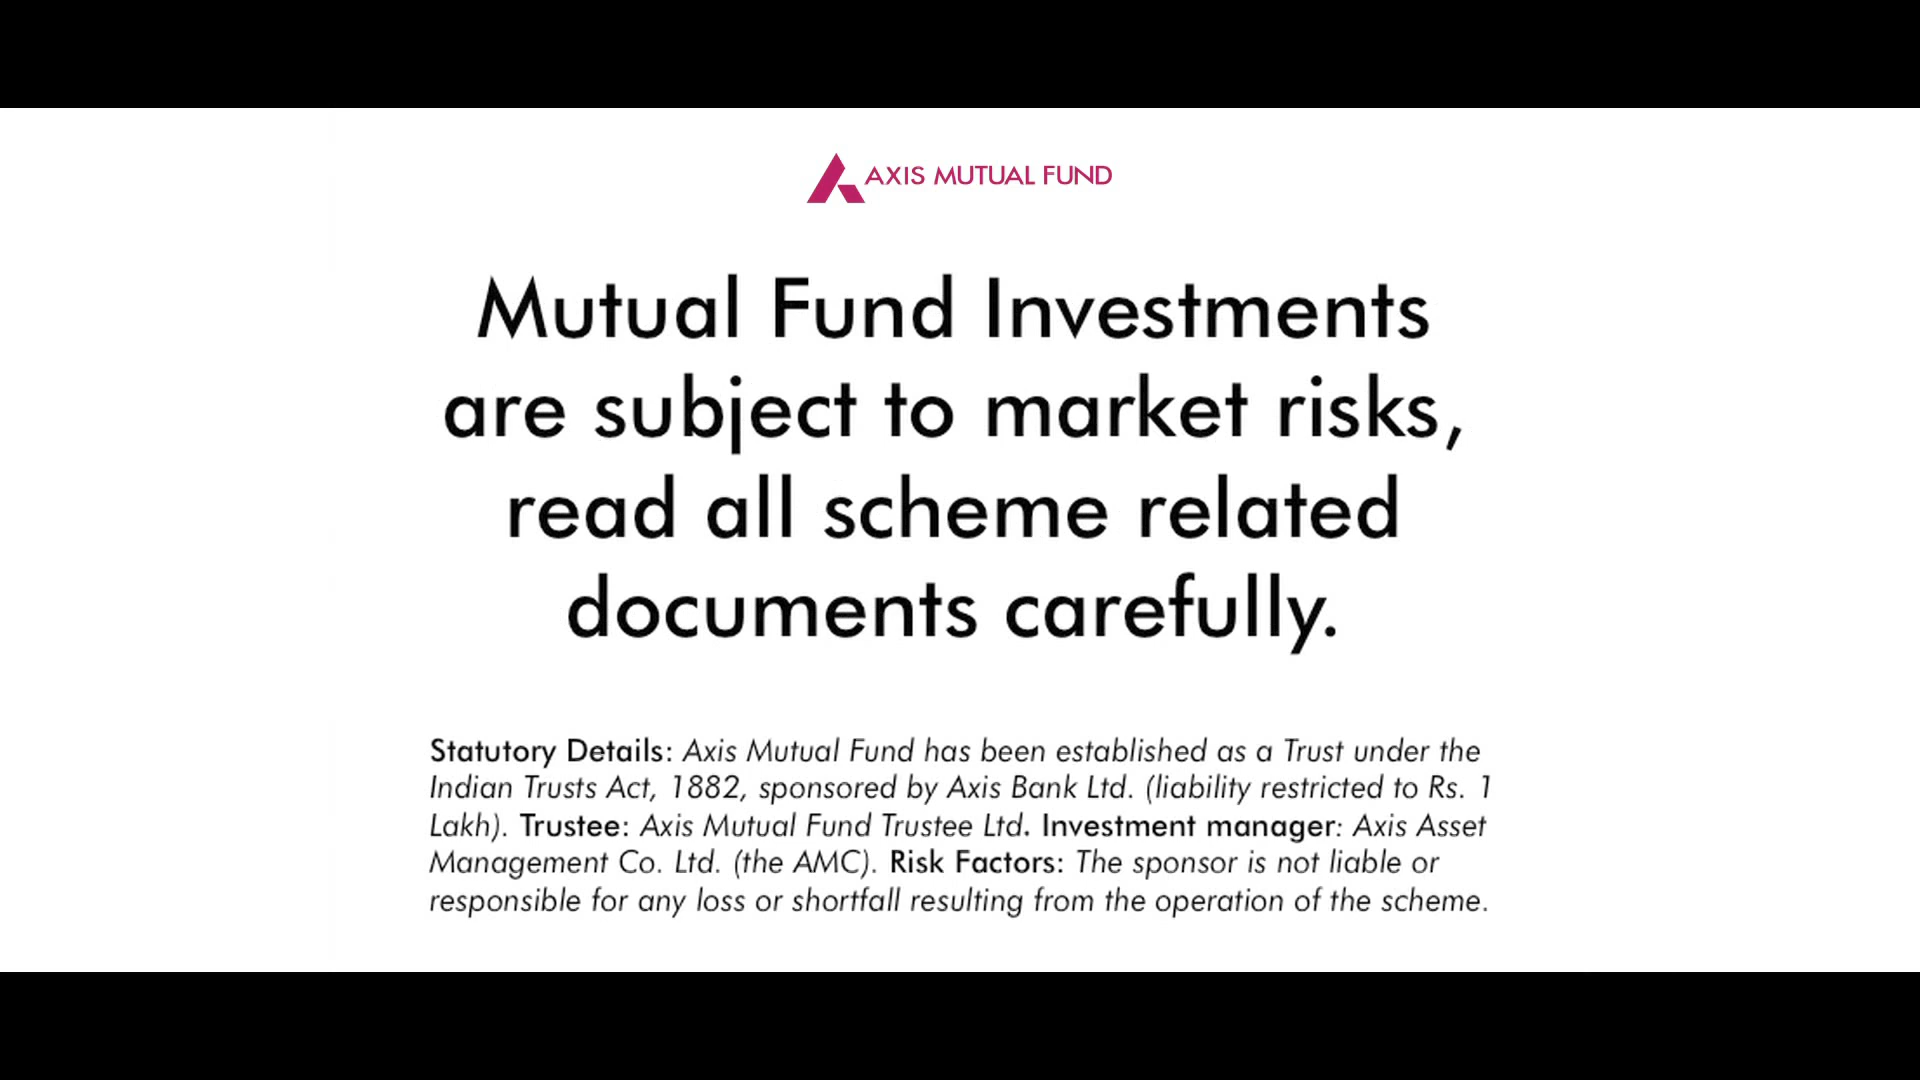 AXIS MUTUAL FUND
Mutual Fund Investments
are subject to market risks,
read all scheme related
documents carefully.
Statutory Details: Axis Mutual Fund has been established as a Trust under the
Indian Trusts Act, 1882, sponsored by Axis Bank Ltd. (liability restricted to Rs. 1
Lakh). Trustee: Axis Mutual Fund Trustee Ltd. Investment manager: Axis Asset
Management Co. Ltd. (the AMC). Risk Factors: The sponsor is not liable or
responsible for any loss or shortfall resulting from the operation of the scheme.